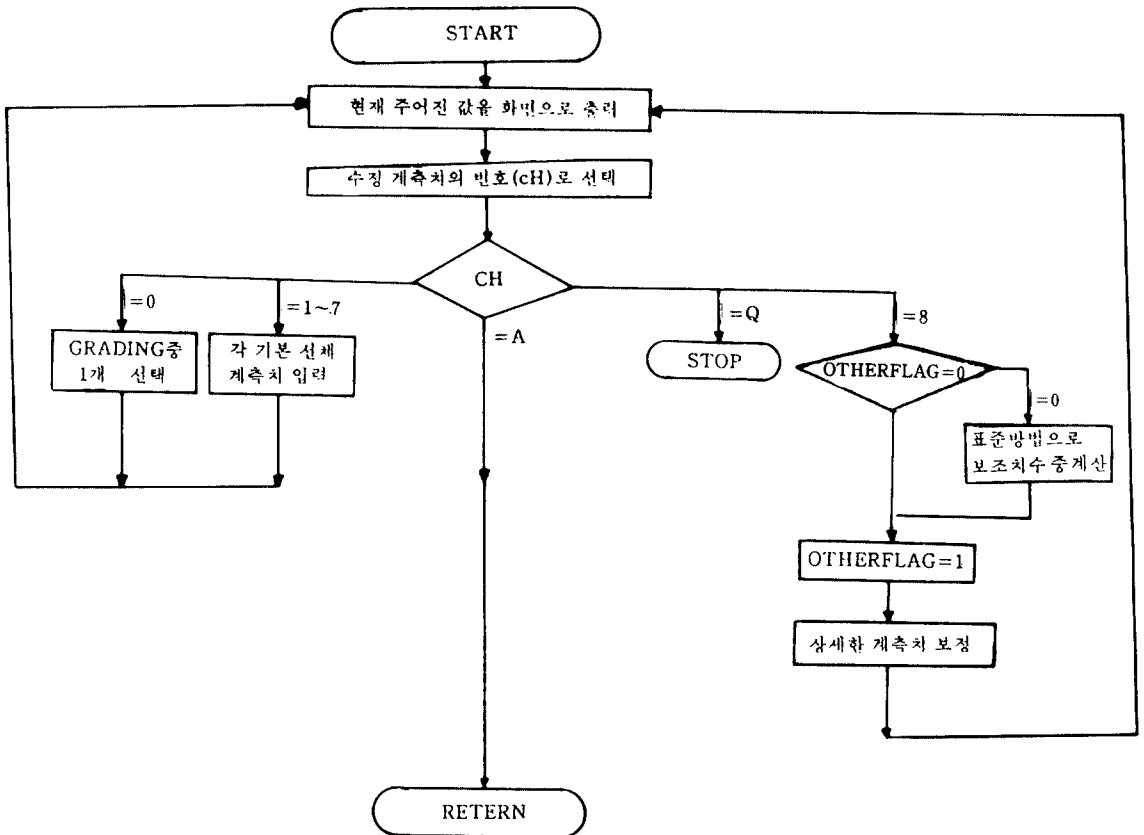 START
현재 주어진 값을 화면으로 출력
수정 계측치의 번호(cH)로 선택
CH
=0
=1~7
=A
=Q
=8
GRADING중
1개 선택
각 기본 선체
계측치 입력
STOP
OTHERFLAG=0
=0
표준방법으로
보조치수 중계산
OTHERFLAG=1
상세한 계측치 보정
RETERN